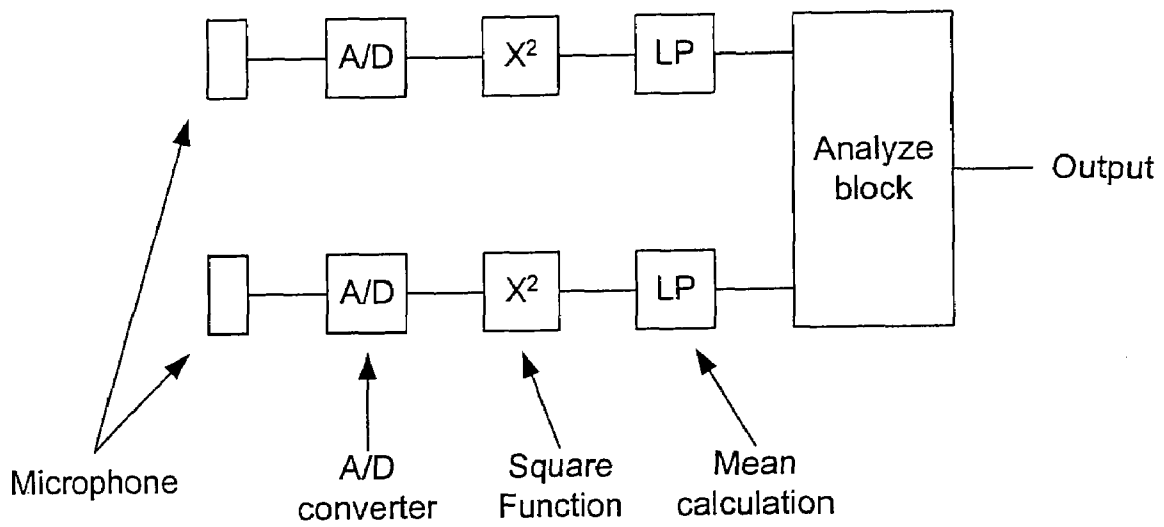 A/D X² LP
Analyze
block
Output
A/D X² LP
Microphone
A/D
converter
Square
Function
Mean
calculation